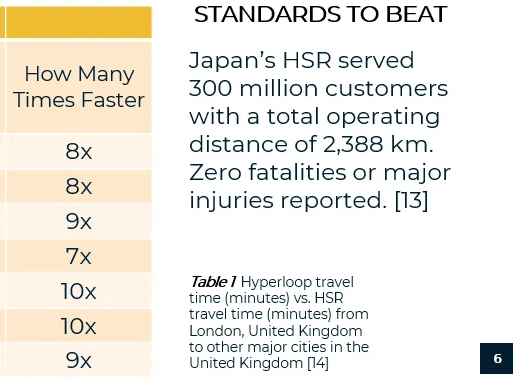 How Many
Times Faster
8x
8x
9x
7x
10x
10x
9x
STANDARDS TO BEAT
Japan's HSR served
300 million customers
with a total operating
distance of 2,388 km.
Zero fatalities or major
injuries reported. [13]
Table 1 Hyperloop travel
time (minutes) vs. HSR
travel time (minutes) from
London, United Kingdom
to other major cities in the
United Kingdom [14]
6